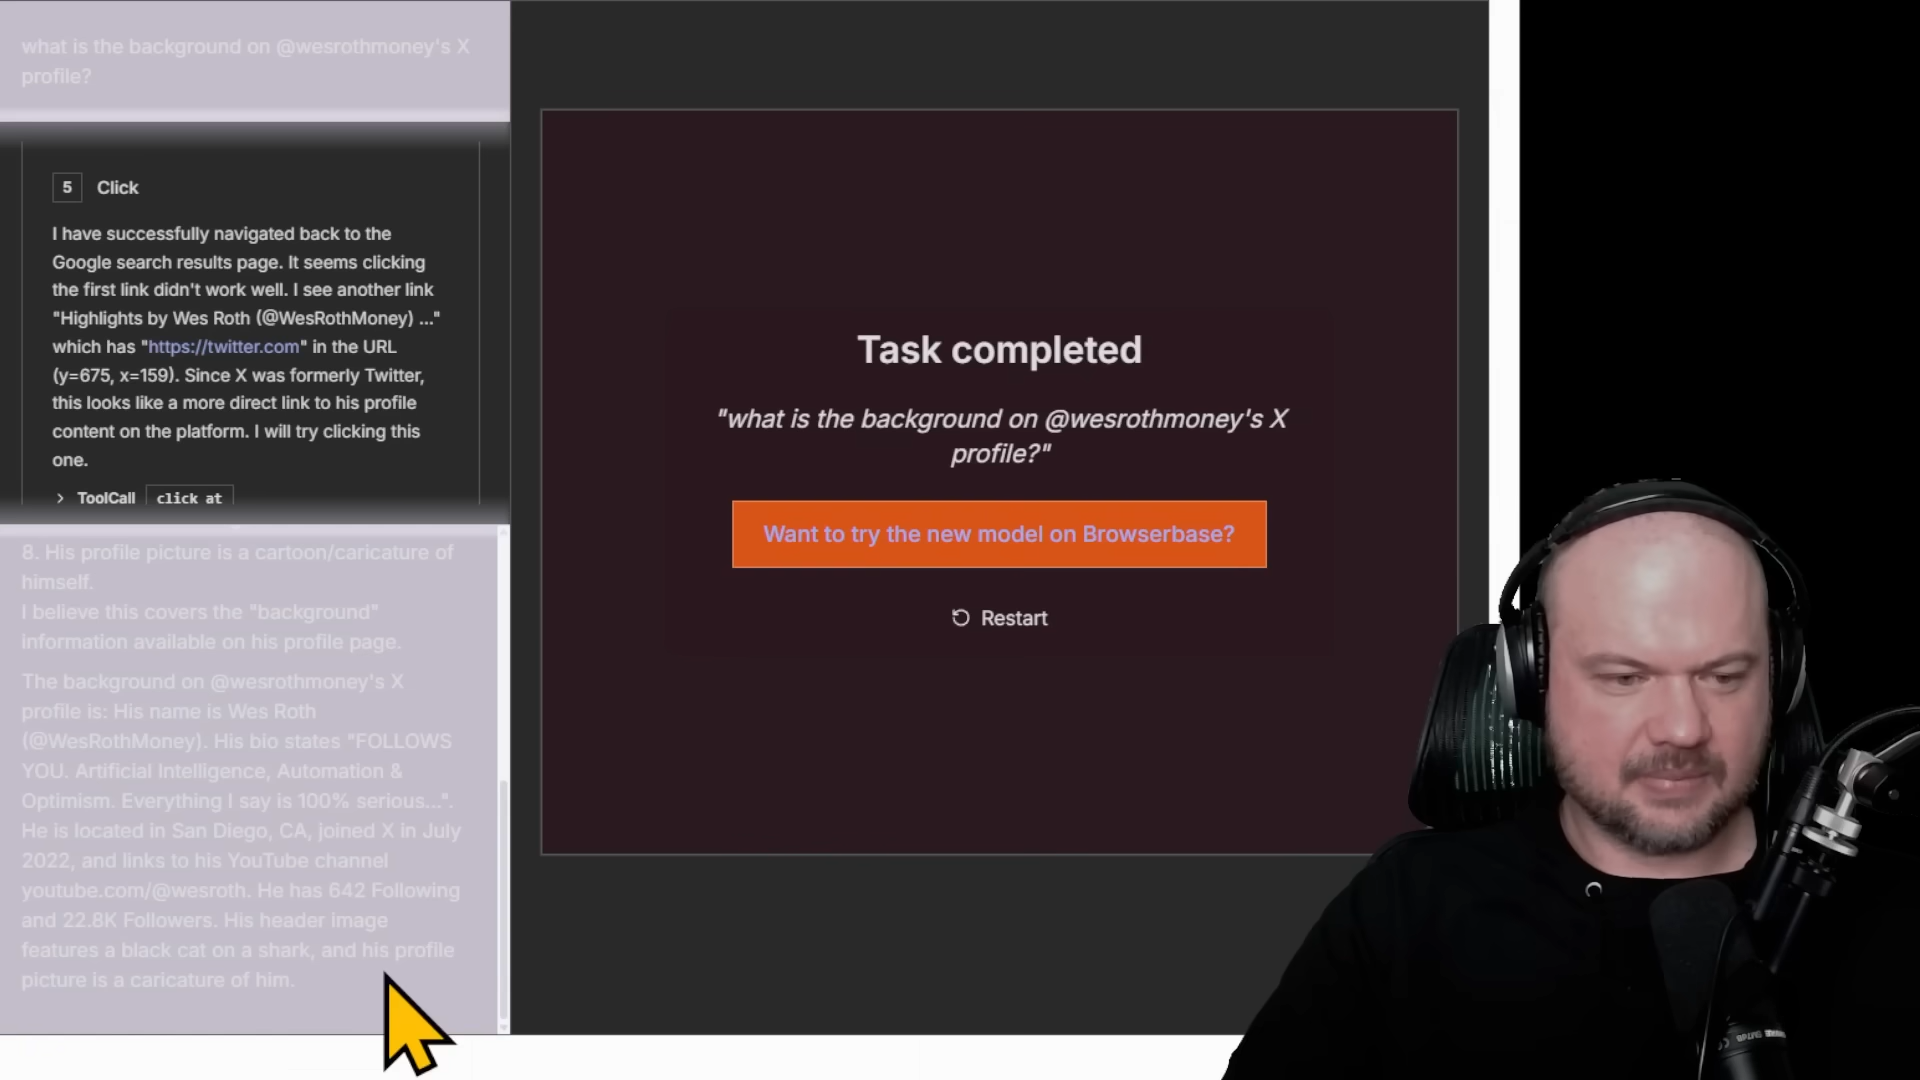 what is the background on @wesrothmoney's X
profile?
5 Click
I have successfully navigated back to the
Google search results page. It seems clicking
the first link didn't work well. I see another link
"Highlights by Wes Roth (@WesRothMoney) ..."
which has "https://twitter.com" in the URL
(y=675, x=159). Since X was formerly Twitter,
this looks like a more direct link to his profile
content on the platform. I will try clicking this
one.
ToolCall click at
8. His profile picture is a cartoon/caricature of
himself.
I believe this covers the "background"
information available on his profile page.
The background on @wesrothmoney's X
profile is: His name is Wes Roth
(@WesRothMoney). His bio states "FOLLOWS
YOU. Artificial Intelligence, Automation &
Optimism. Everything I say is 100% serious...".
He is located in San Diego, CA, joined X in July
2022, and links to his YouTube channel
youtube.com/@wesroth. He has 642 Following
and 22.8K Followers. His header image
features a black cat on a shark, and his profile
picture is a caricature of him.
Task completed
"what is the background on @wesrothmoney's X
profile?"
Want to try the new model on Browserbase?
Restart